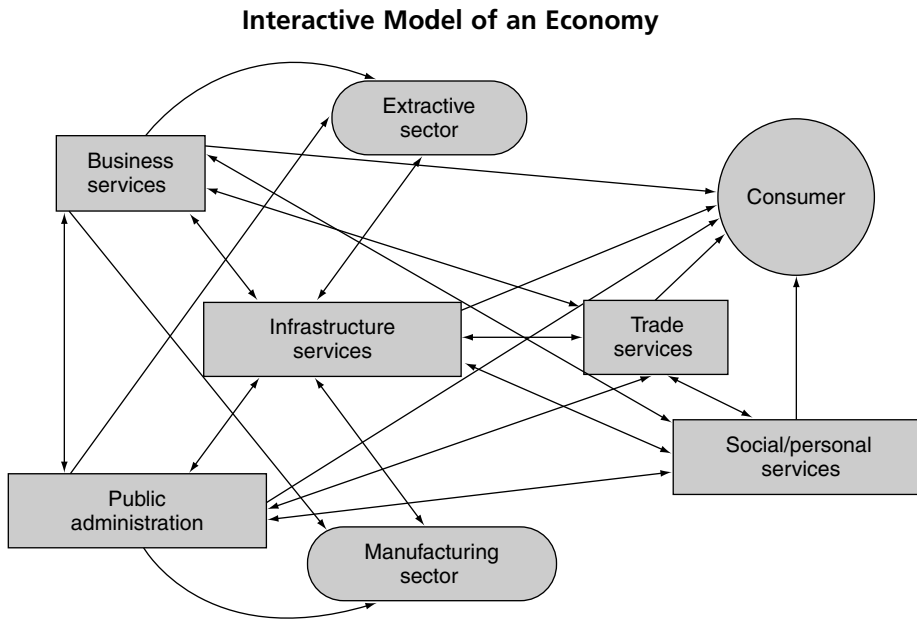 Interactive Model of an Economy
Extractive
sector
Business
services
Consumer
Infrastructure
services
Trade
services
Social/personal
services
Public
administration
Manufacturing
sector